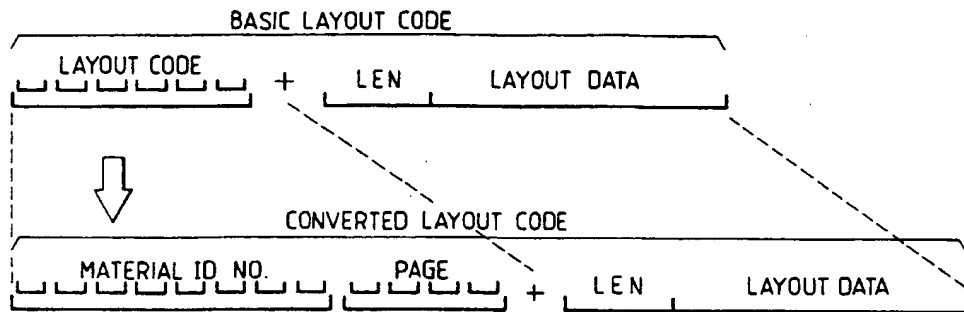 BASIC LAYOUT CODE
LAYOUT CODE + LEN LAYOUT DATA
CONVERTED LAYOUT CODE
MATERIAL ID NO. PAGE + LEN LAYOUT DATA